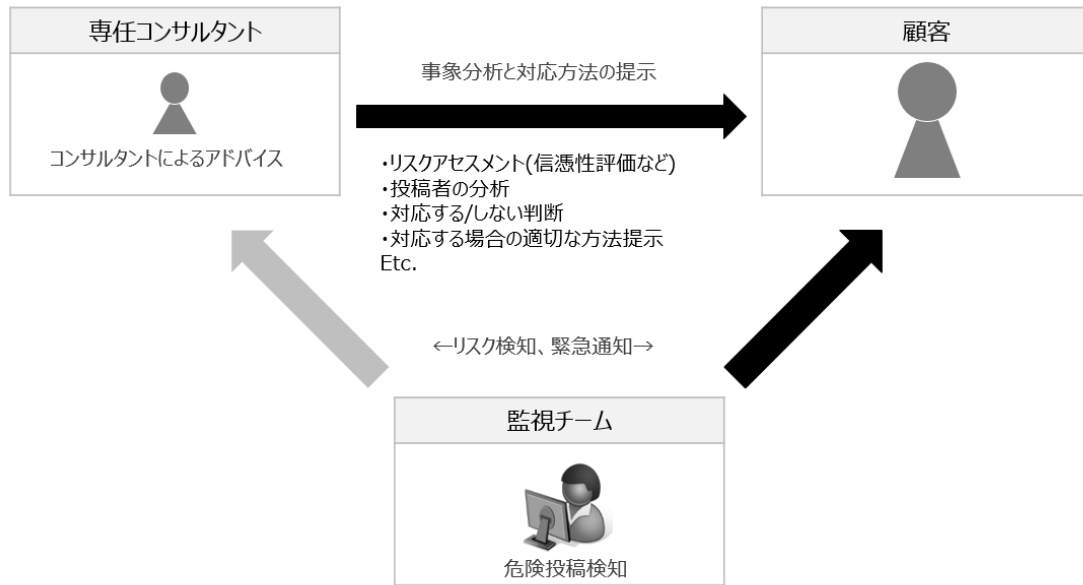 専任コンサルタント
顧客
事象分析と対応方法の提示
コンサルタントによるアドバイス
・リスクアセスメント(信憑性評価など)
・投稿者の分析
・対応する/しない判断
・対応する場合の適切な方法提示
Etc.
←リスク検知、緊急通知→
監視チーム
危険投稿検知